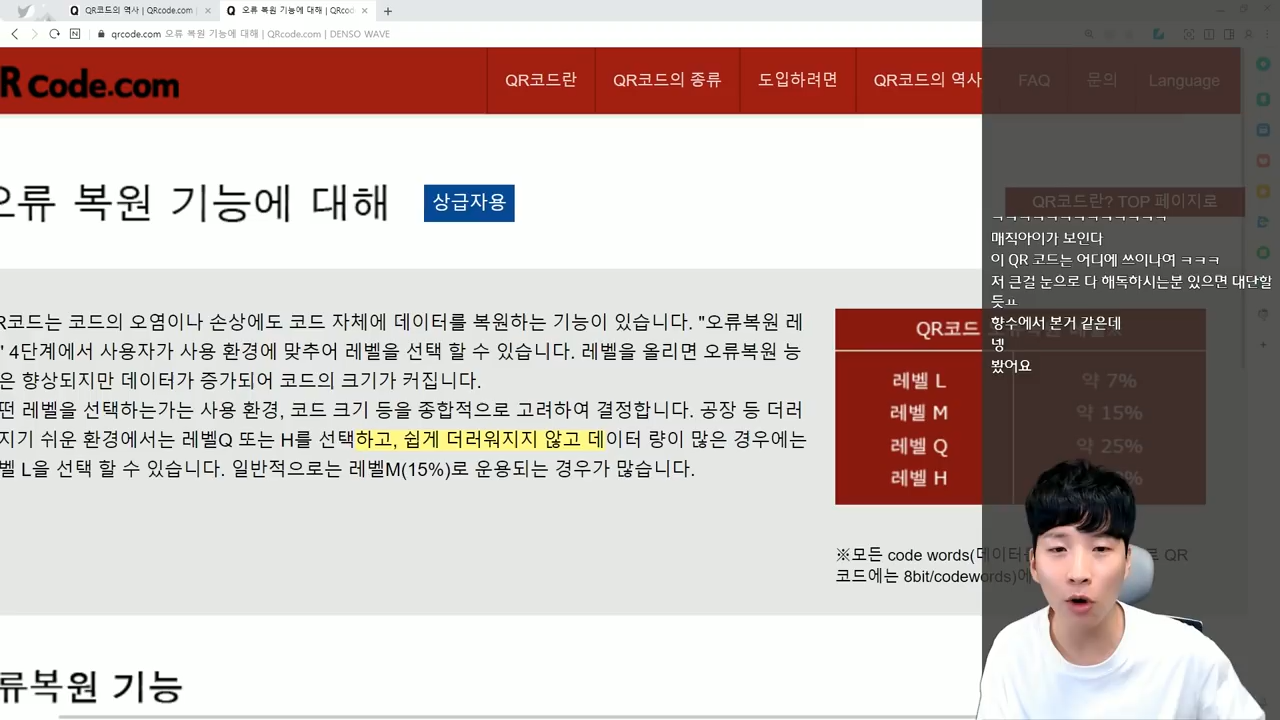 QR코드의 역사 | QRcode.com
오류 복원 기능에 대해 | QRcod
qrcode.com 오류 복원 기능에 대해 | QRcode.com | DENSO WAVE
R Code.com
QR코드란
QR코드의 종류
도입하려면
QR코드의 역사
FAQ
문의
Language
오류 복원 기능에 대해
상급자용
QR코드란? TOP 페이지로
R코드는 코드의 오염이나 손상에도 코드 자체에 데이터를 복원하는 기능이 있습니다. "오류복원 레
" 4단계에서 사용자가 사용 환경에 맞추어 레벨을 선택 할 수 있습니다. 레벨을 올리면 오류복원 능
은 향상되지만 데이터가 증가되어 코드의 크기가 커집니다.
떤 레벨을 선택하는가는 사용 환경, 코드 크기 등을 종합적으로 고려하여 결정합니다. 공장 등 더러
지기 쉬운 환경에서는 레벨Q 또는 H를 선택하고, 쉽게 더러워지지 않고 데이터 량이 많은 경우에는
벨 L을 선택 할 수 있습니다. 일반적으로는 레벨M(15%)로 운용되는 경우가 많습니다.
QR코드
레벨 L 약 7%
레벨 M 약 15%
레벨 Q 약 25%
레벨 H
※모든 code words(데이터 QR
코드에는 8bit/codewords)에
류복원 기능
ㅋㅋㅋㅋㅋㅋㅋㅋㅋㅋㅋㅋㅋㅋ
매직아이가 보인다
이 QR 코드는 어디에 쓰이나여 ㅋㅋㅋ
저 큰걸 눈으로 다 해독하시는분 있으면 대단할
듯ㅛ
향수에서 본거 같은데
넹
봤어요